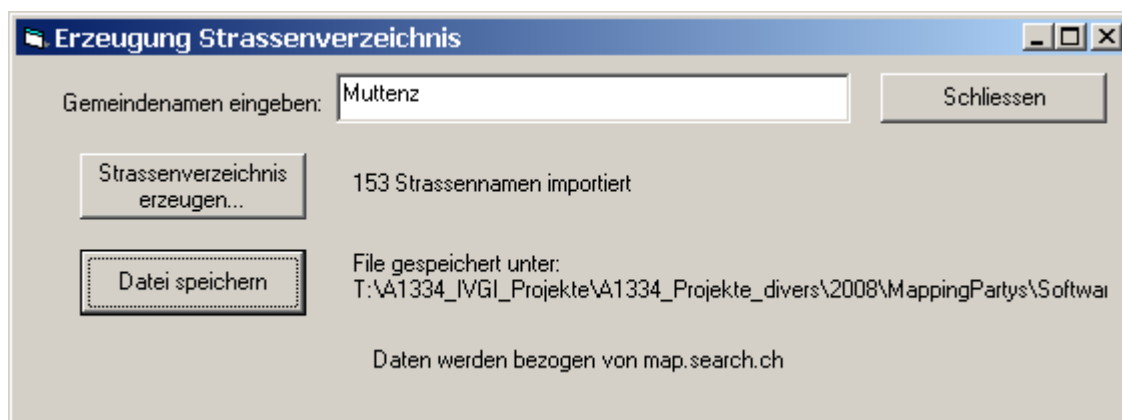 Erzeugung Strassenverzeichnis
Gemeindenamen eingeben:
Muttenz
Schliessen
Strassenverzeichnis
erzeugen...
153 Strassennamen importiert
Datei speichern
File gespeichert unter:
T:\A1334_IVGI_Projekte\A1334_Projekte_divers\2008\MappingPartys\Softwar
Daten werden bezogen von map.search.ch